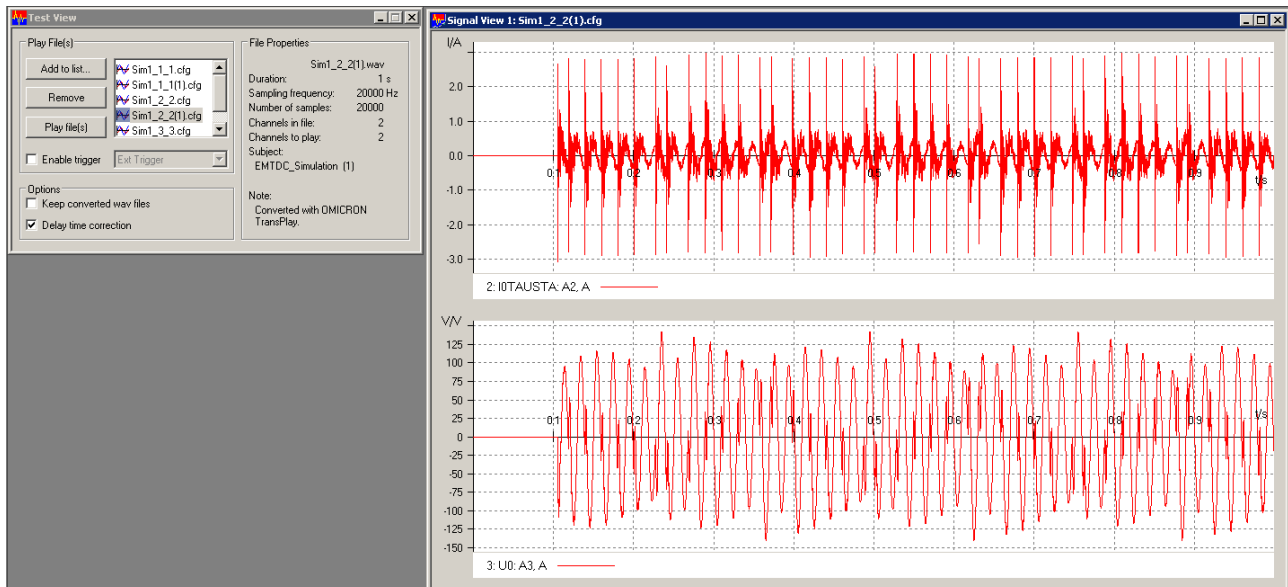 Test View
Play File(s)
Add to list...
Remove
Play file(s)
Sim1_1_1.cfg
Sim1_1_1(1).cfg
Sim1_2_2.cfg
Sim1_2_2(1).cfg
Sim1_3_3.cfg
Enable trigger
Ext Trigger
Options
Keep converted wav files
Delay time correction
File Properties
Sim1_2_2(1).wav
Duration: 1 s
Sampling frequency: 20000 Hz
Number of samples: 20000
Channels in file: 2
Channels to play: 2
Subject:
EMTDC_Simulation (1)
Note:
Converted with OMICRON
TransPlay.
Signal View 1: Sim1_2_2(1).cfg
I/A
2.0
1.0
0.0
-1.0
-2.0
-3.0
0.1 0.2 0.3 0.4 0.5 0.6 0.7 0.8 0.9
t/s
2: I0TAUSTA: A2, A
V/V
125
100
75
50
25
0
-25
-50
-75
-100
-125
-150
0.1 0.2 0.3 0.4 0.5 0.6 0.7 0.8 0.9
t/s
3: U0: A3, A